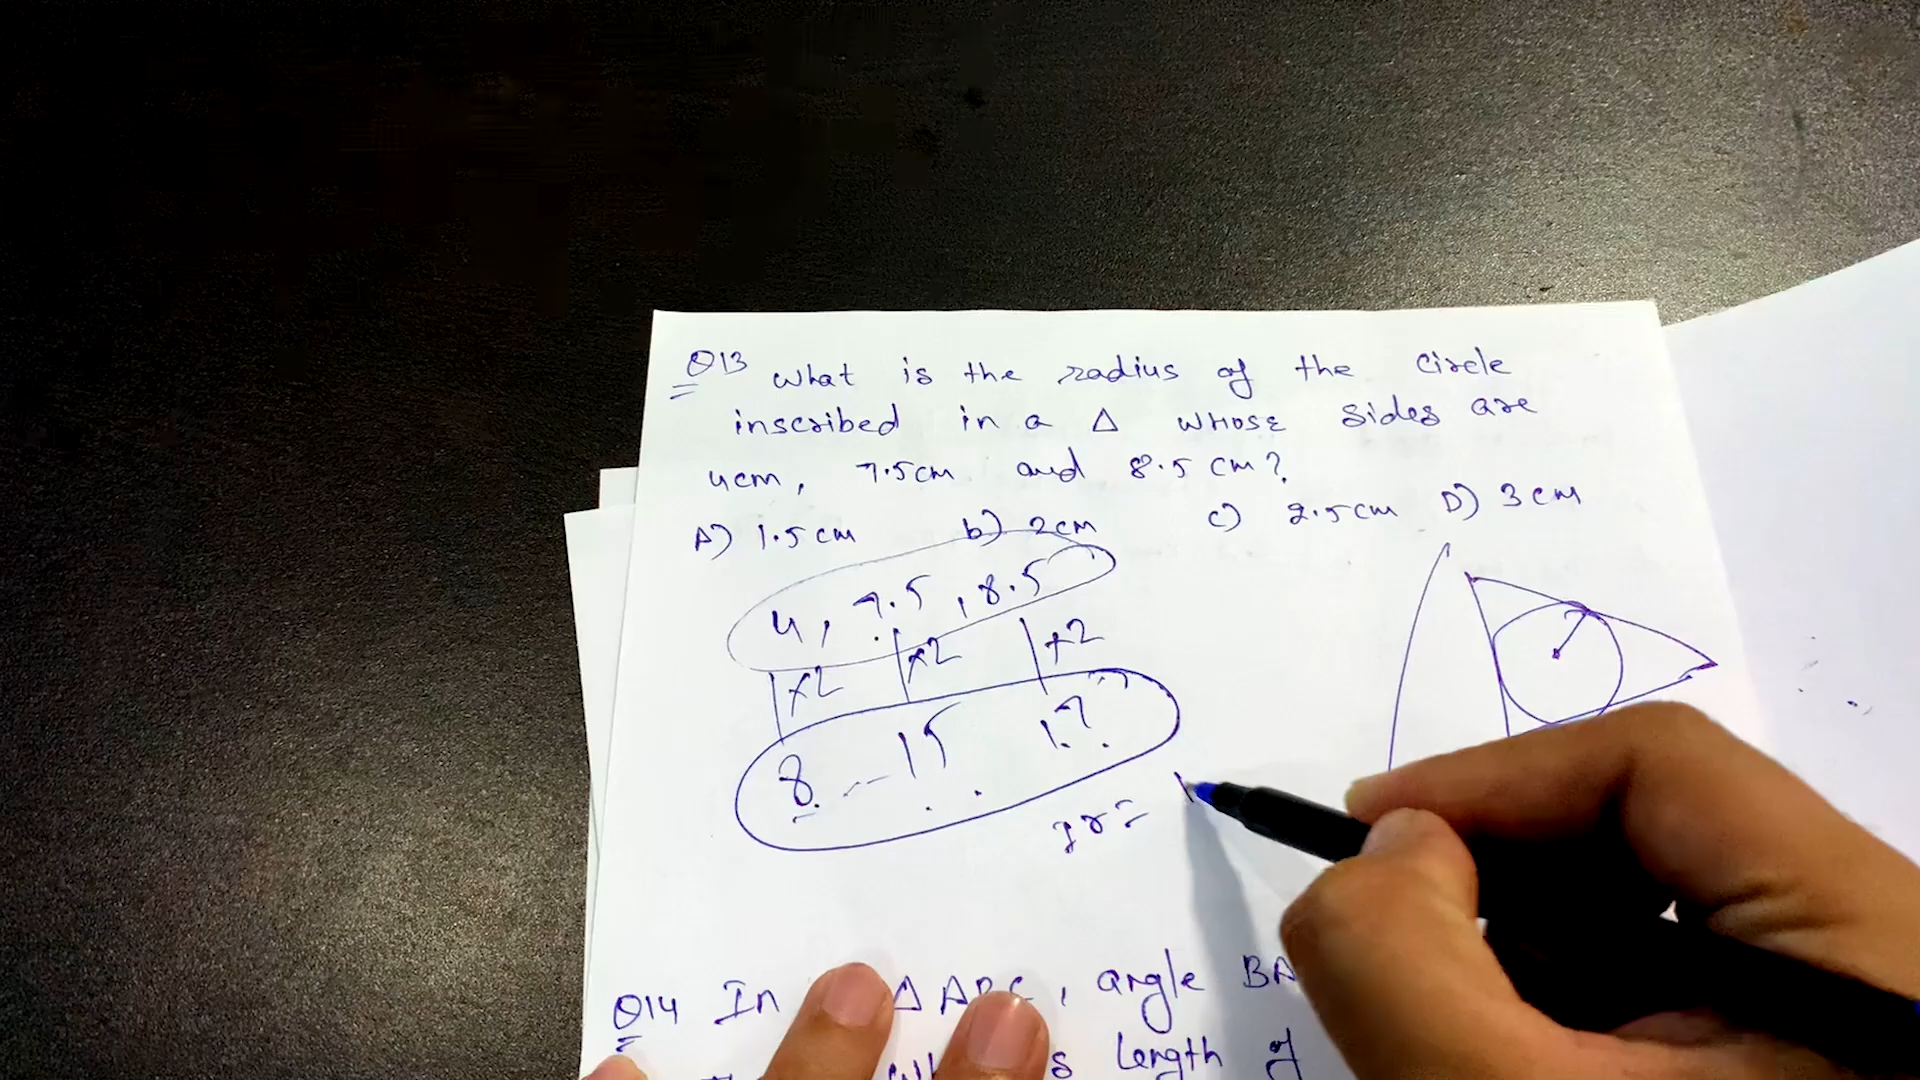 Q13 What is the radius of the circle
inscribed in a Δ whose sides are
4cm, 7.5cm and 8.5 cm?
A) 1.5 cm b) 2cm c) 2.5cm D) 3 cm
4, 7.5, 8.5
×2 ×2 ×2
8 15 17
r =
Q14 In Δ ABC, angle BA
length of